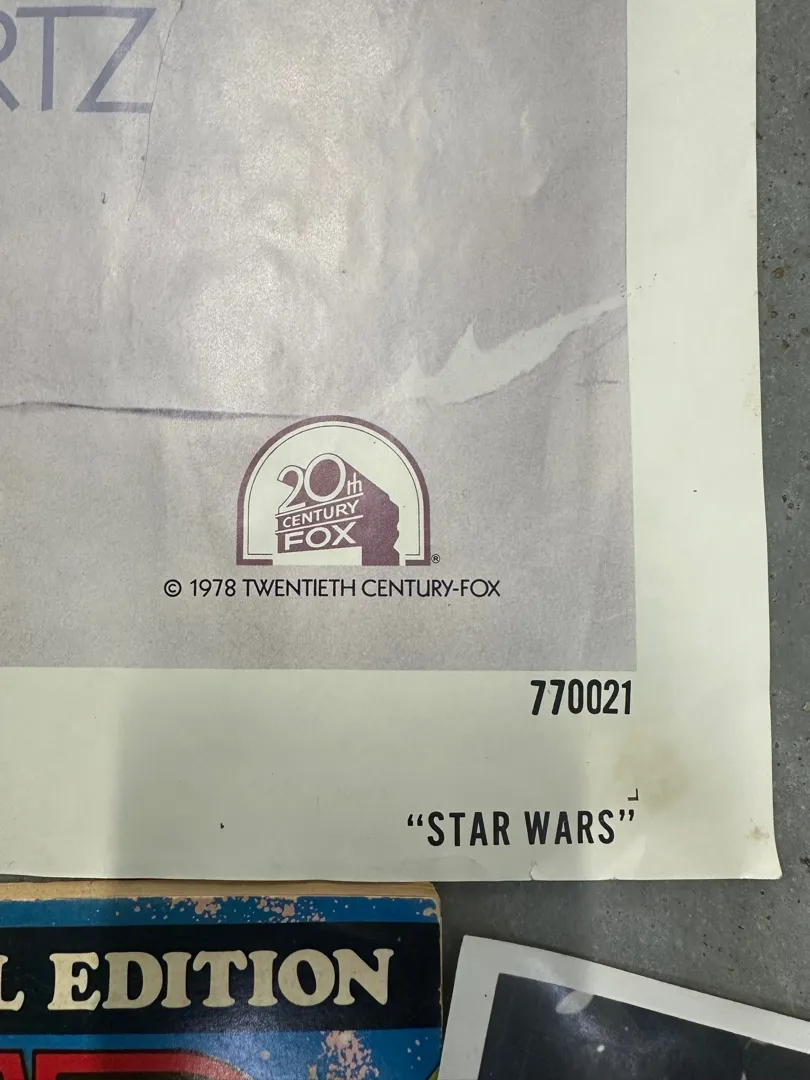 RTZ
20th
CENTURY
FOX
®
© 1978 TWENTIETH CENTURY-FOX
770021
“STAR WARS”
L EDITION